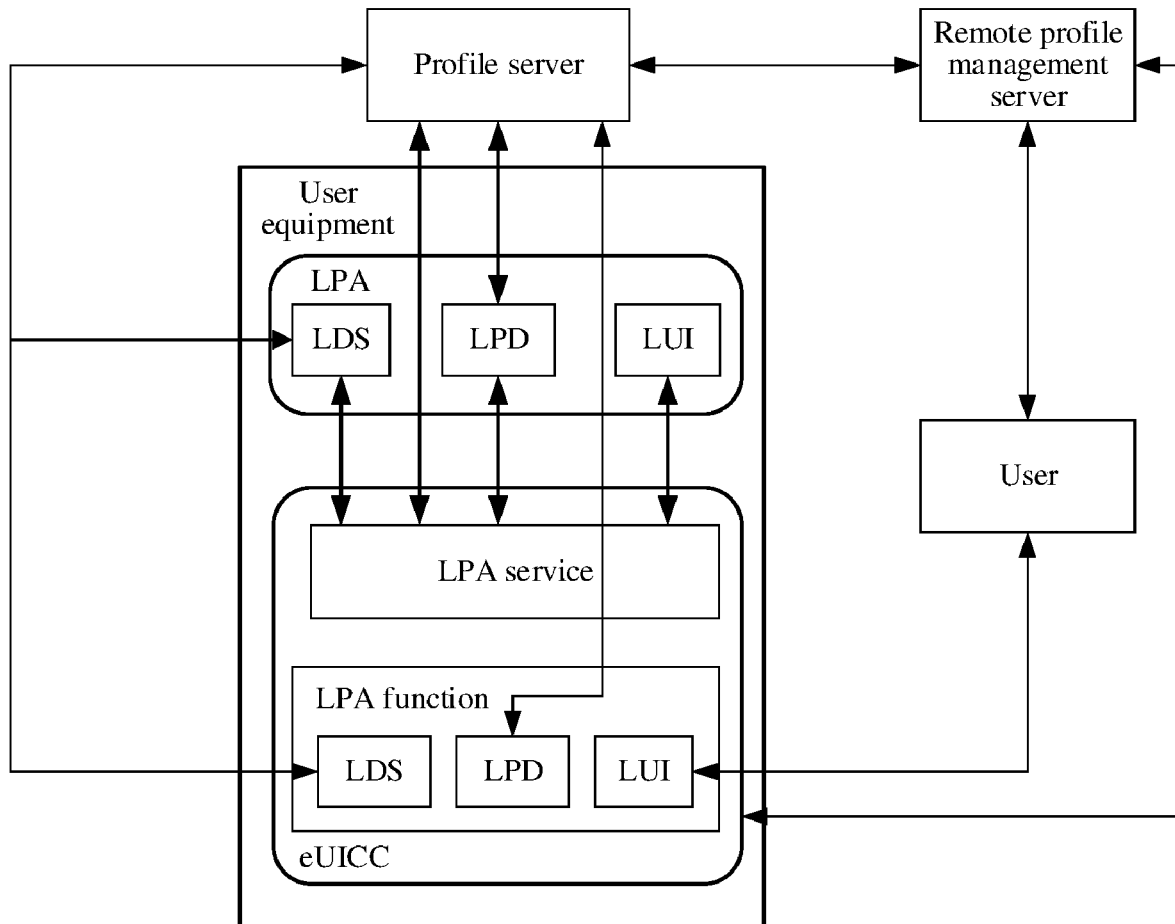 Profile server
Remote profile
management
server
User
equipment
LPA
LDS
LPD
LUI
User
LPA service
LPA function
LDS
LPD
LUI
eUICC